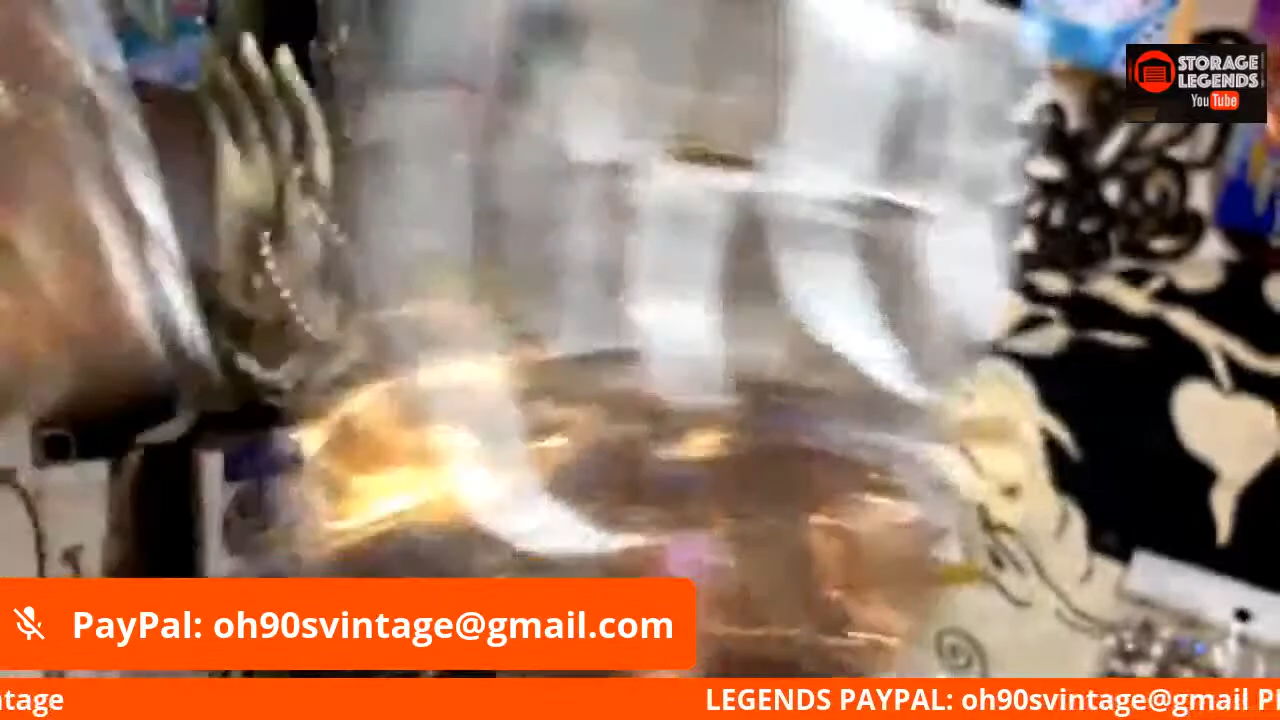 STORAGE
LEGENDS
YouTube
PayPal: oh90svintage@gmail.com
ntage
LEGENDS PAYPAL: oh90svintage@gmail P